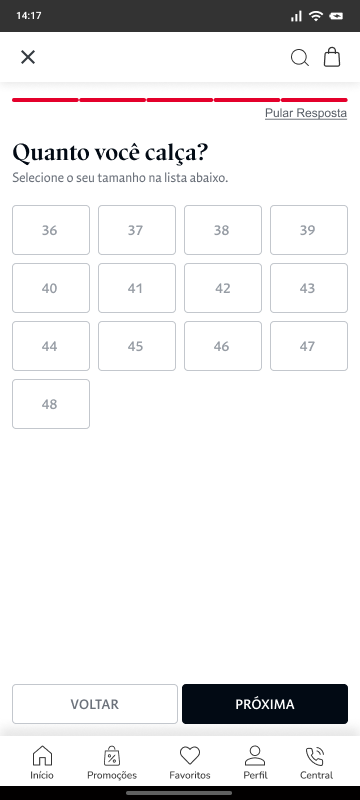 14:17
Pular Resposta
Quanto você calça?
Selecione o seu tamanho na lista abaixo.
36 37 38 39
40 41 42 43
44 45 46 47
48
VOLTAR PRÓXIMA
Início Promoções Favoritos Perfil Central